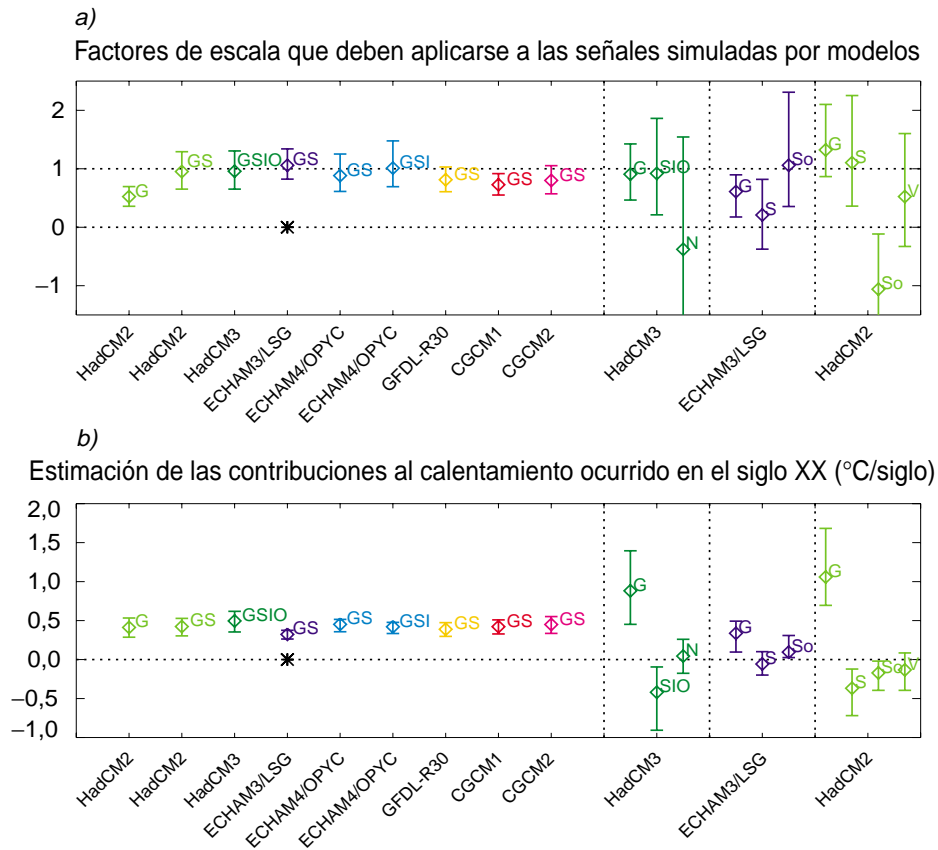 a)
Factores de escala que deben aplicarse a las señales simuladas por modelos
2
1
0
−1
G
GS
GSIO
GS
GS
GSI
GS
GS
GS
G
SIO
N
G
S
So
G
S
So
V
HadCM2
HadCM2
HadCM3
ECHAM3/LSG
ECHAM4/OPYC
ECHAM4/OPYC
GFDL-R30
CGCM1
CGCM2
HadCM3
ECHAM3/LSG
HadCM2
b)
Estimación de las contribuciones al calentamiento ocurrido en el siglo XX (°C/siglo)
2,0
1,5
1,0
0,5
0,0
−0,5
−1,0
G
GS
GSIO
GS
GS
GSI
GS
GS
GS
G
SIO
N
G
S
So
G
S
So
V
HadCM2
HadCM2
HadCM3
ECHAM3/LSG
ECHAM4/OPYC
ECHAM4/OPYC
GFDL-R30
CGCM1
CGCM2
HadCM3
ECHAM3/LSG
HadCM2